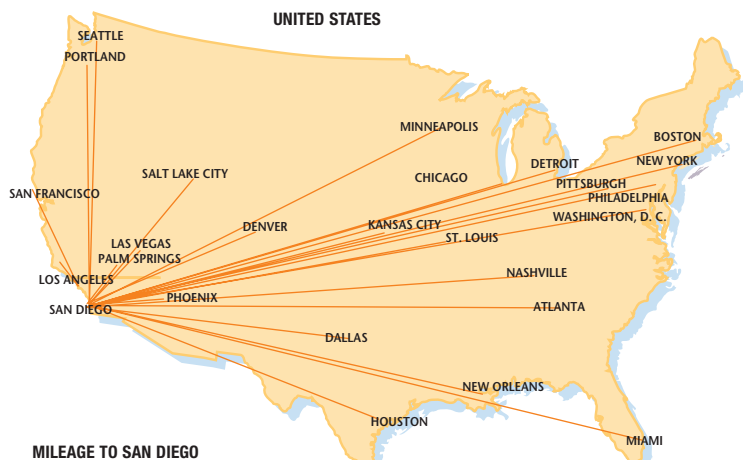 UNITED STATES
SEATTLE
PORTLAND
MINNEAPOLIS
BOSTON
NEW YORK
DETROIT
SALT LAKE CITY
CHICAGO
PITTSBURGH
SAN FRANCISCO
PHILADELPHIA
WASHINGTON, D. C.
DENVER
KANSAS CITY
ST. LOUIS
LAS VEGAS
PALM SPRINGS
NASHVILLE
LOS ANGELES
PHOENIX
SAN DIEGO
ATLANTA
DALLAS
NEW ORLEANS
HOUSTON
MIAMI
MILEAGE TO SAN DIEGO